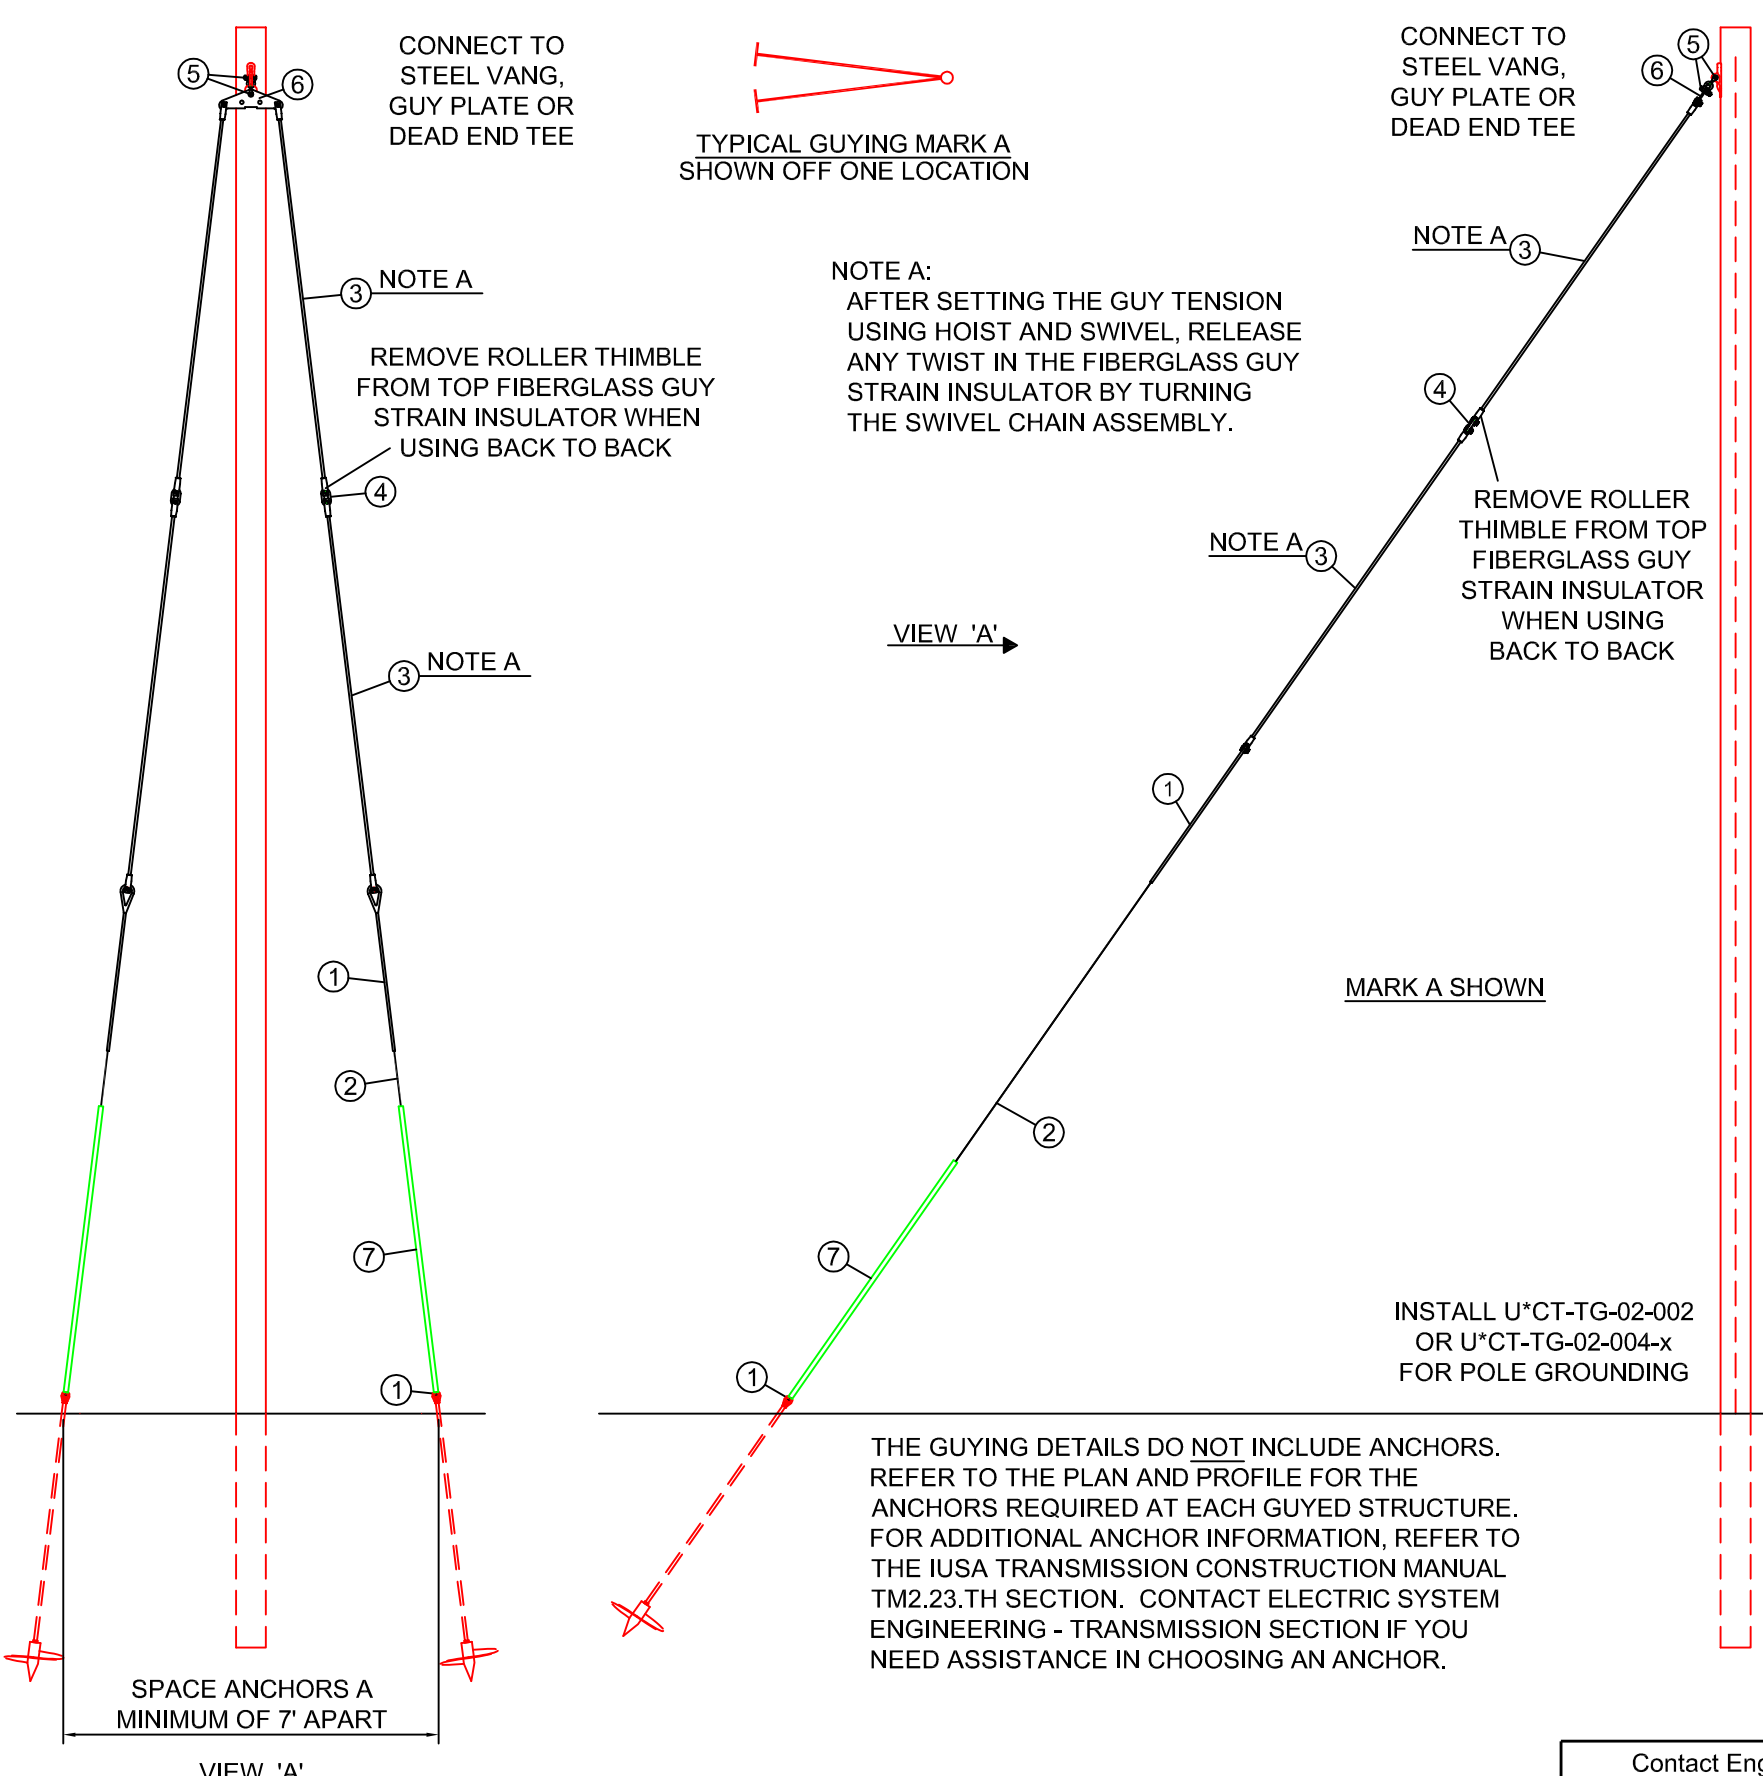 CONNECT TO
STEEL VANG,
GUY PLATE OR
DEAD END TEE
5
6
TYPICAL GUYING MARK A
SHOWN OFF ONE LOCATION
CONNECT TO
STEEL VANG,
GUY PLATE OR
DEAD END TEE
5
6
3 NOTE A
NOTE A:
AFTER SETTING THE GUY TENSION
USING HOIST AND SWIVEL, RELEASE
ANY TWIST IN THE FIBERGLASS GUY
STRAIN INSULATOR BY TURNING
THE SWIVEL CHAIN ASSEMBLY.
NOTE A 3
REMOVE ROLLER THIMBLE
FROM TOP FIBERGLASS GUY
STRAIN INSULATOR WHEN
USING BACK TO BACK
4
4
REMOVE ROLLER
THIMBLE FROM TOP
FIBERGLASS GUY
STRAIN INSULATOR
WHEN USING
BACK TO BACK
NOTE A 3
VIEW 'A'
3 NOTE A
1
1
MARK A SHOWN
2
2
7
7
INSTALL U*CT-TG-02-002
OR U*CT-TG-02-004-x
FOR POLE GROUNDING
1
1
THE GUYING DETAILS DO NOT INCLUDE ANCHORS.
REFER TO THE PLAN AND PROFILE FOR THE
ANCHORS REQUIRED AT EACH GUYED STRUCTURE.
FOR ADDITIONAL ANCHOR INFORMATION, REFER TO
THE IUSA TRANSMISSION CONSTRUCTION MANUAL
TM2.23.TH SECTION. CONTACT ELECTRIC SYSTEM
ENGINEERING - TRANSMISSION SECTION IF YOU
NEED ASSISTANCE IN CHOOSING AN ANCHOR.
SPACE ANCHORS A
MINIMUM OF 7' APART
VIEW 'A'
Contact Eng